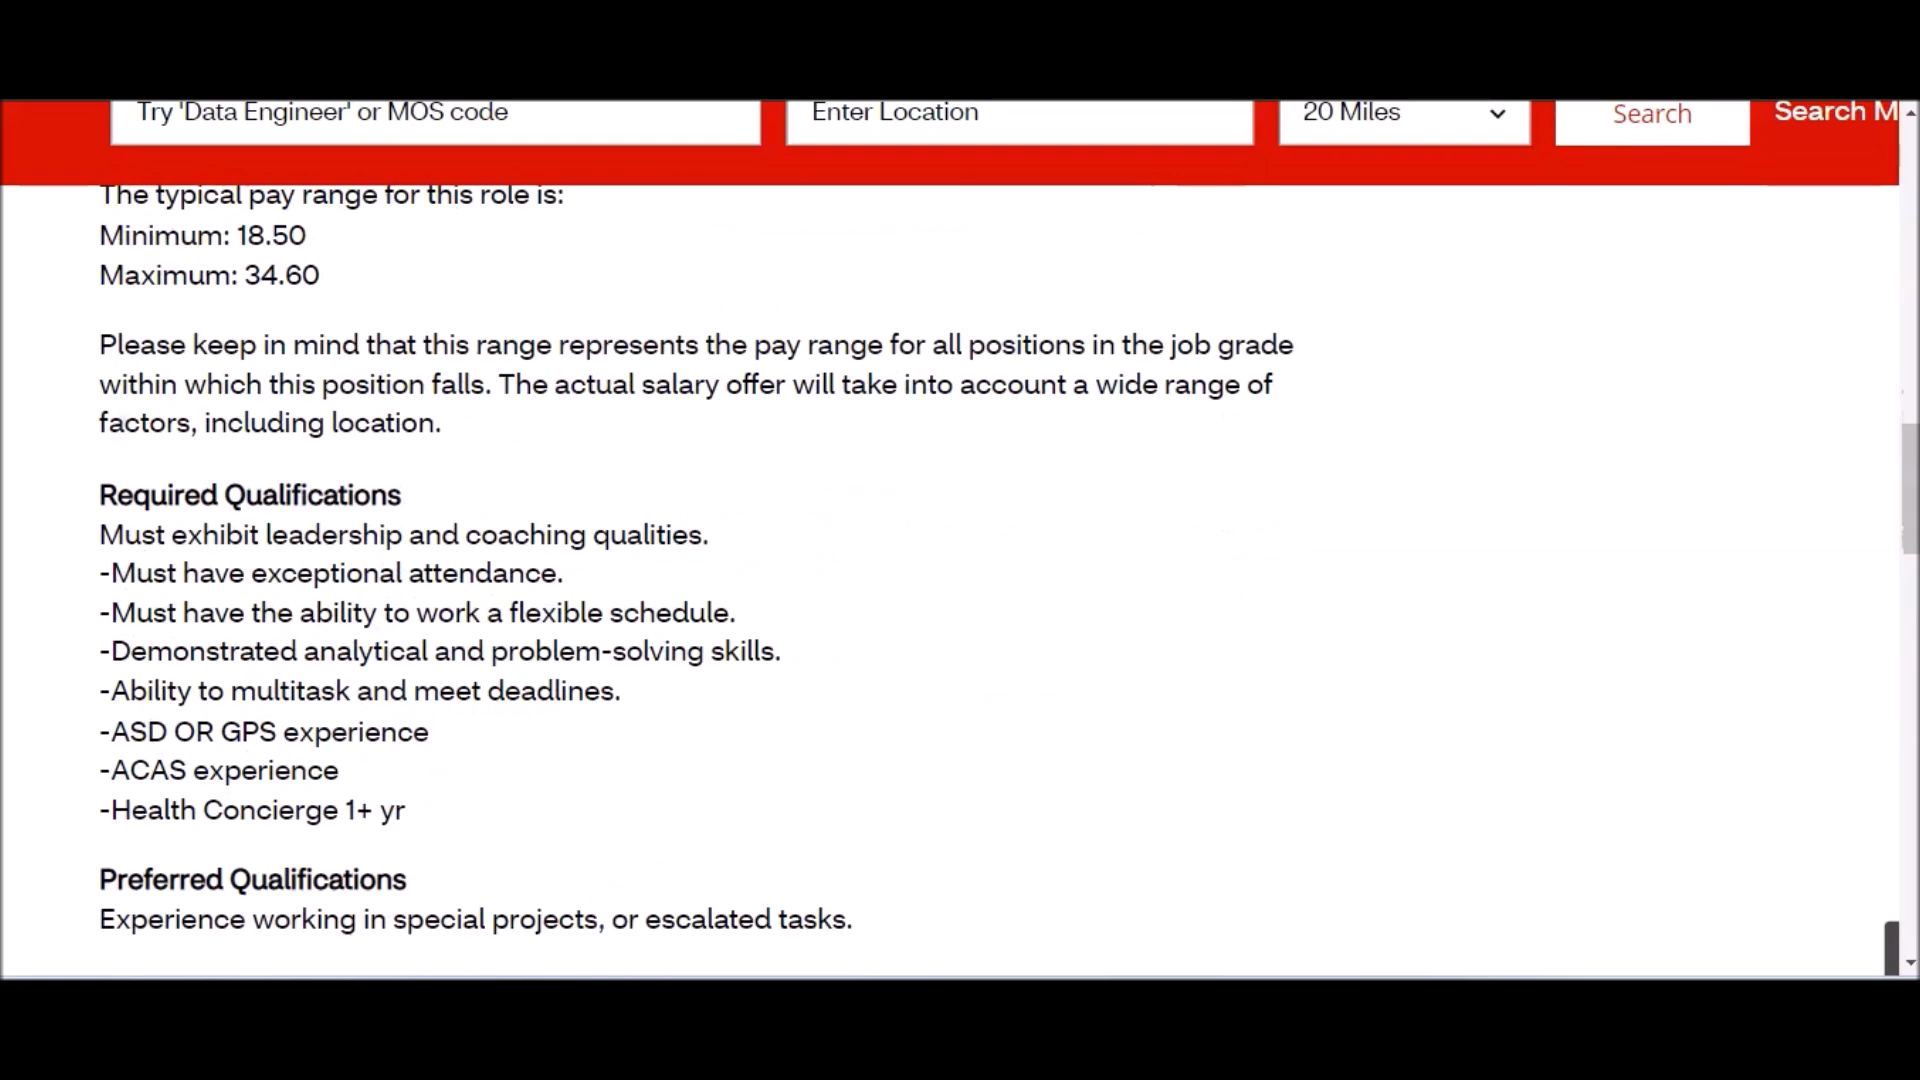 Try 'Data Engineer' or MOS code
Enter Location
20 Miles
Search
Search M
The typical pay range for this role is:
Minimum: 18.50
Maximum: 34.60
Please keep in mind that this range represents the pay range for all positions in the job grade
within which this position falls. The actual salary offer will take into account a wide range of
factors, including location.
Required Qualifications
Must exhibit leadership and coaching qualities.
-Must have exceptional attendance.
-Must have the ability to work a flexible schedule.
-Demonstrated analytical and problem-solving skills.
-Ability to multitask and meet deadlines.
-ASD OR GPS experience
-ACAS experience
-Health Concierge 1+ yr
Preferred Qualifications
Experience working in special projects, or escalated tasks.